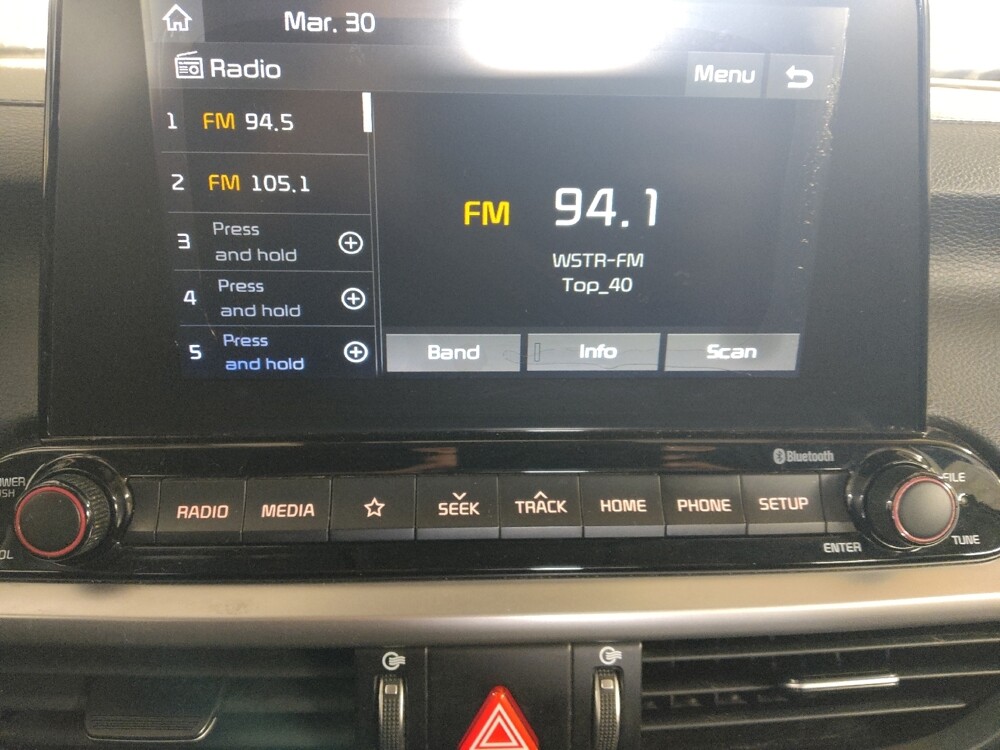 Mar. 30
Radio
Menu
1 FM 94.5
2 FM 105.1
3 Press
and hold
4 Press
and hold
5 Press
and hold
FM 94.1
WSTR-FM
Top_40
Band
Info
Scan
Bluetooth
RADIO
MEDIA
SEEK
TRACK
HOME
PHONE
SETUP
ENTER
TUNE